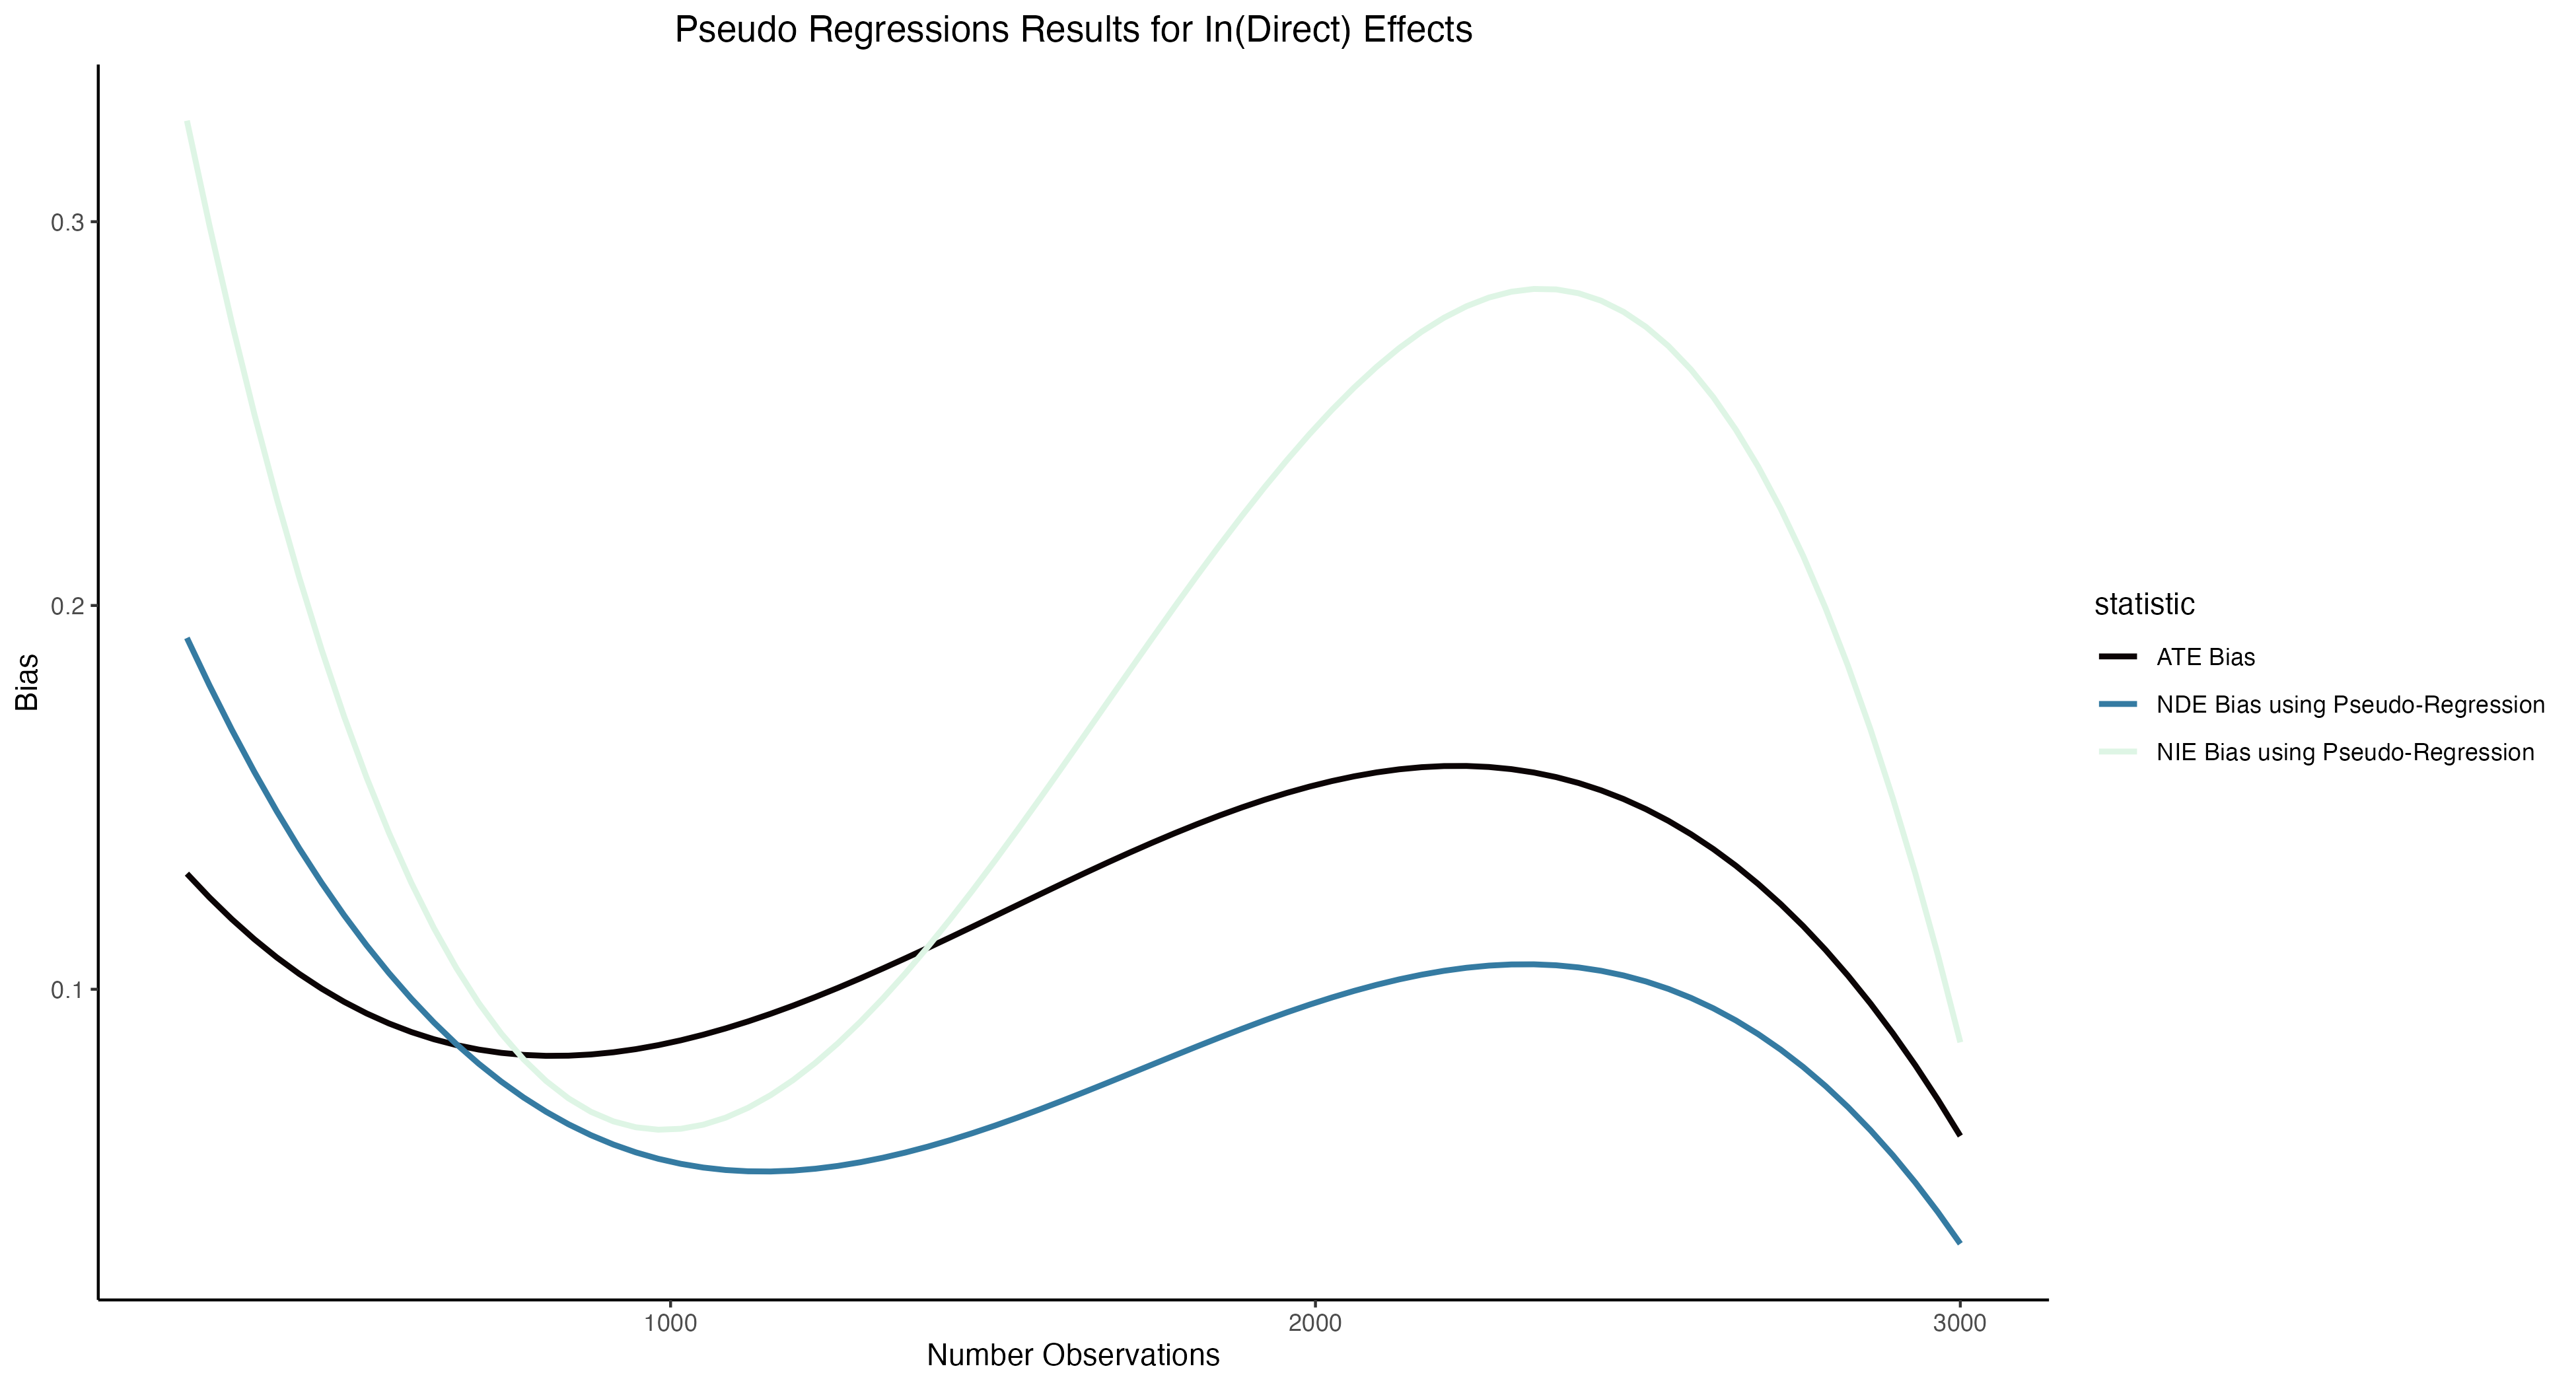 Pseudo Regressions Results for In(Direct) Effects
0.3
0.2
0.1
Bias
1000
2000
3000
Number Observations
statistic
ATE Bias
NDE Bias using Pseudo-Regression
NIE Bias using Pseudo-Regression